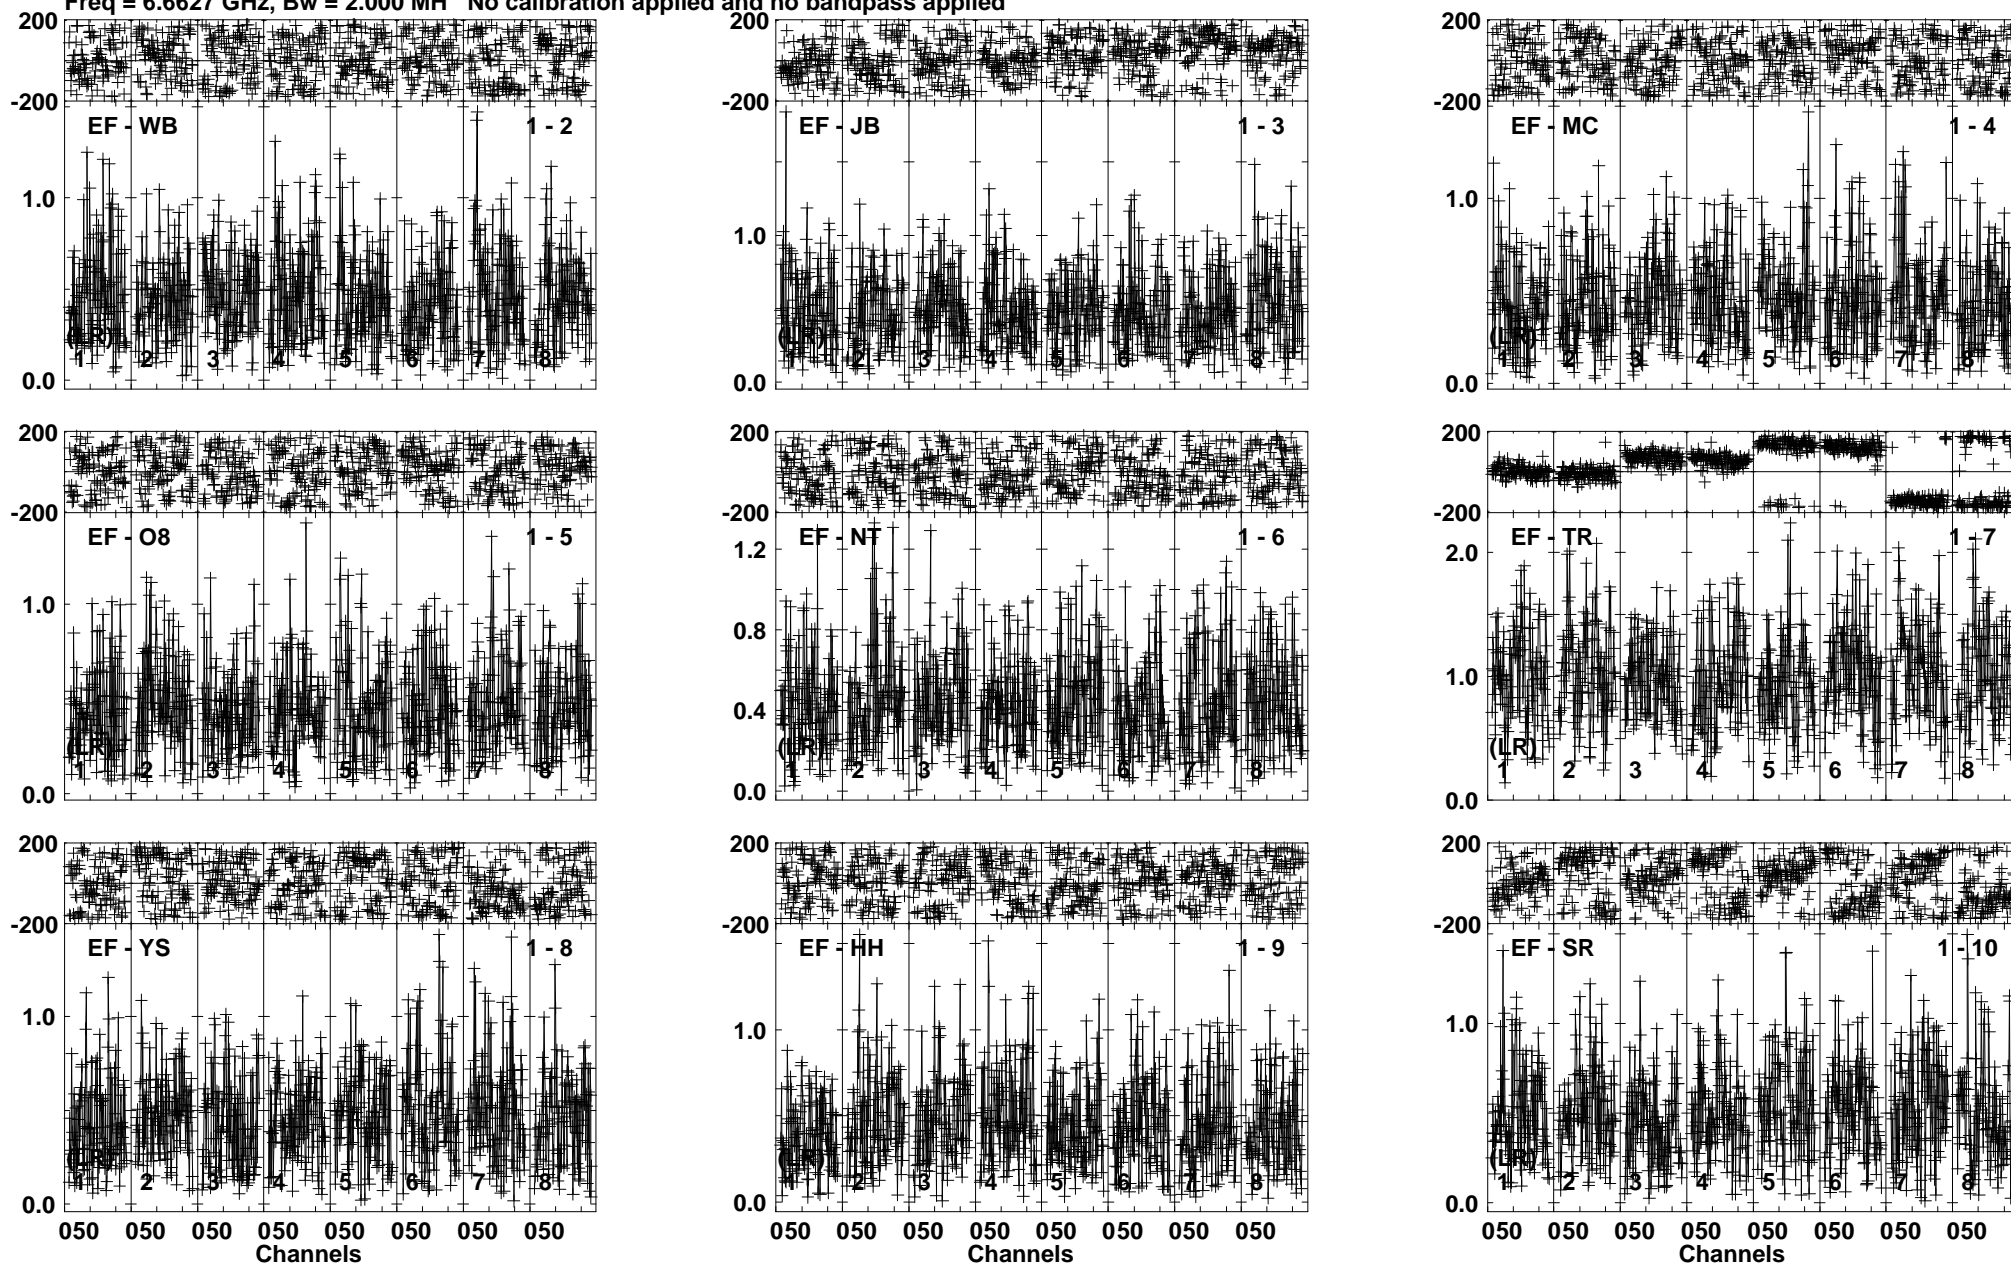 Freq = 6.6627 GHz, Bw = 2.000 MH No calibration applied and no bandpass applied
200
-200
EF - WB 1 - 2
1.0
(LR)
1 2 3 4 5 6 7 8
0.0
200
-200
EF - JB 1 - 3
1.0
(LR)
1 2 3 4 5 6 7 8
0.0
200
-200
EF - MC 1 - 4
1.0
(LR)
1 2 3 4 5 6 7 8
0.0
200
-200
EF - O8 1 - 5
1.0
(LR)
1 2 3 4 5 6 7 8
0.0
200
-200
EF - NT 1 - 6
1.2
0.8
0.4
(LR)
1 2 3 4 5 6 7 8
0.0
200
-200
EF - TR 1 - 7
2.0
1.0
(LR)
1 2 3 4 5 6 7 8
0.0
200
-200
EF - YS 1 - 8
1.0
(LR)
1 2 3 4 5 6 7 8
0.0
050 050 050 050 050 050 050 050
Channels
200
-200
EF - HH 1 - 9
1.0
(LR)
1 2 3 4 5 6 7 8
0.0
050 050 050 050 050 050 050 050
Channels
200
-200
EF - SR 1 - 10
1.0
(LR)
1 2 3 4 5 6 7 8
0.0
050 050 050 050 050 050 050 050
Channels